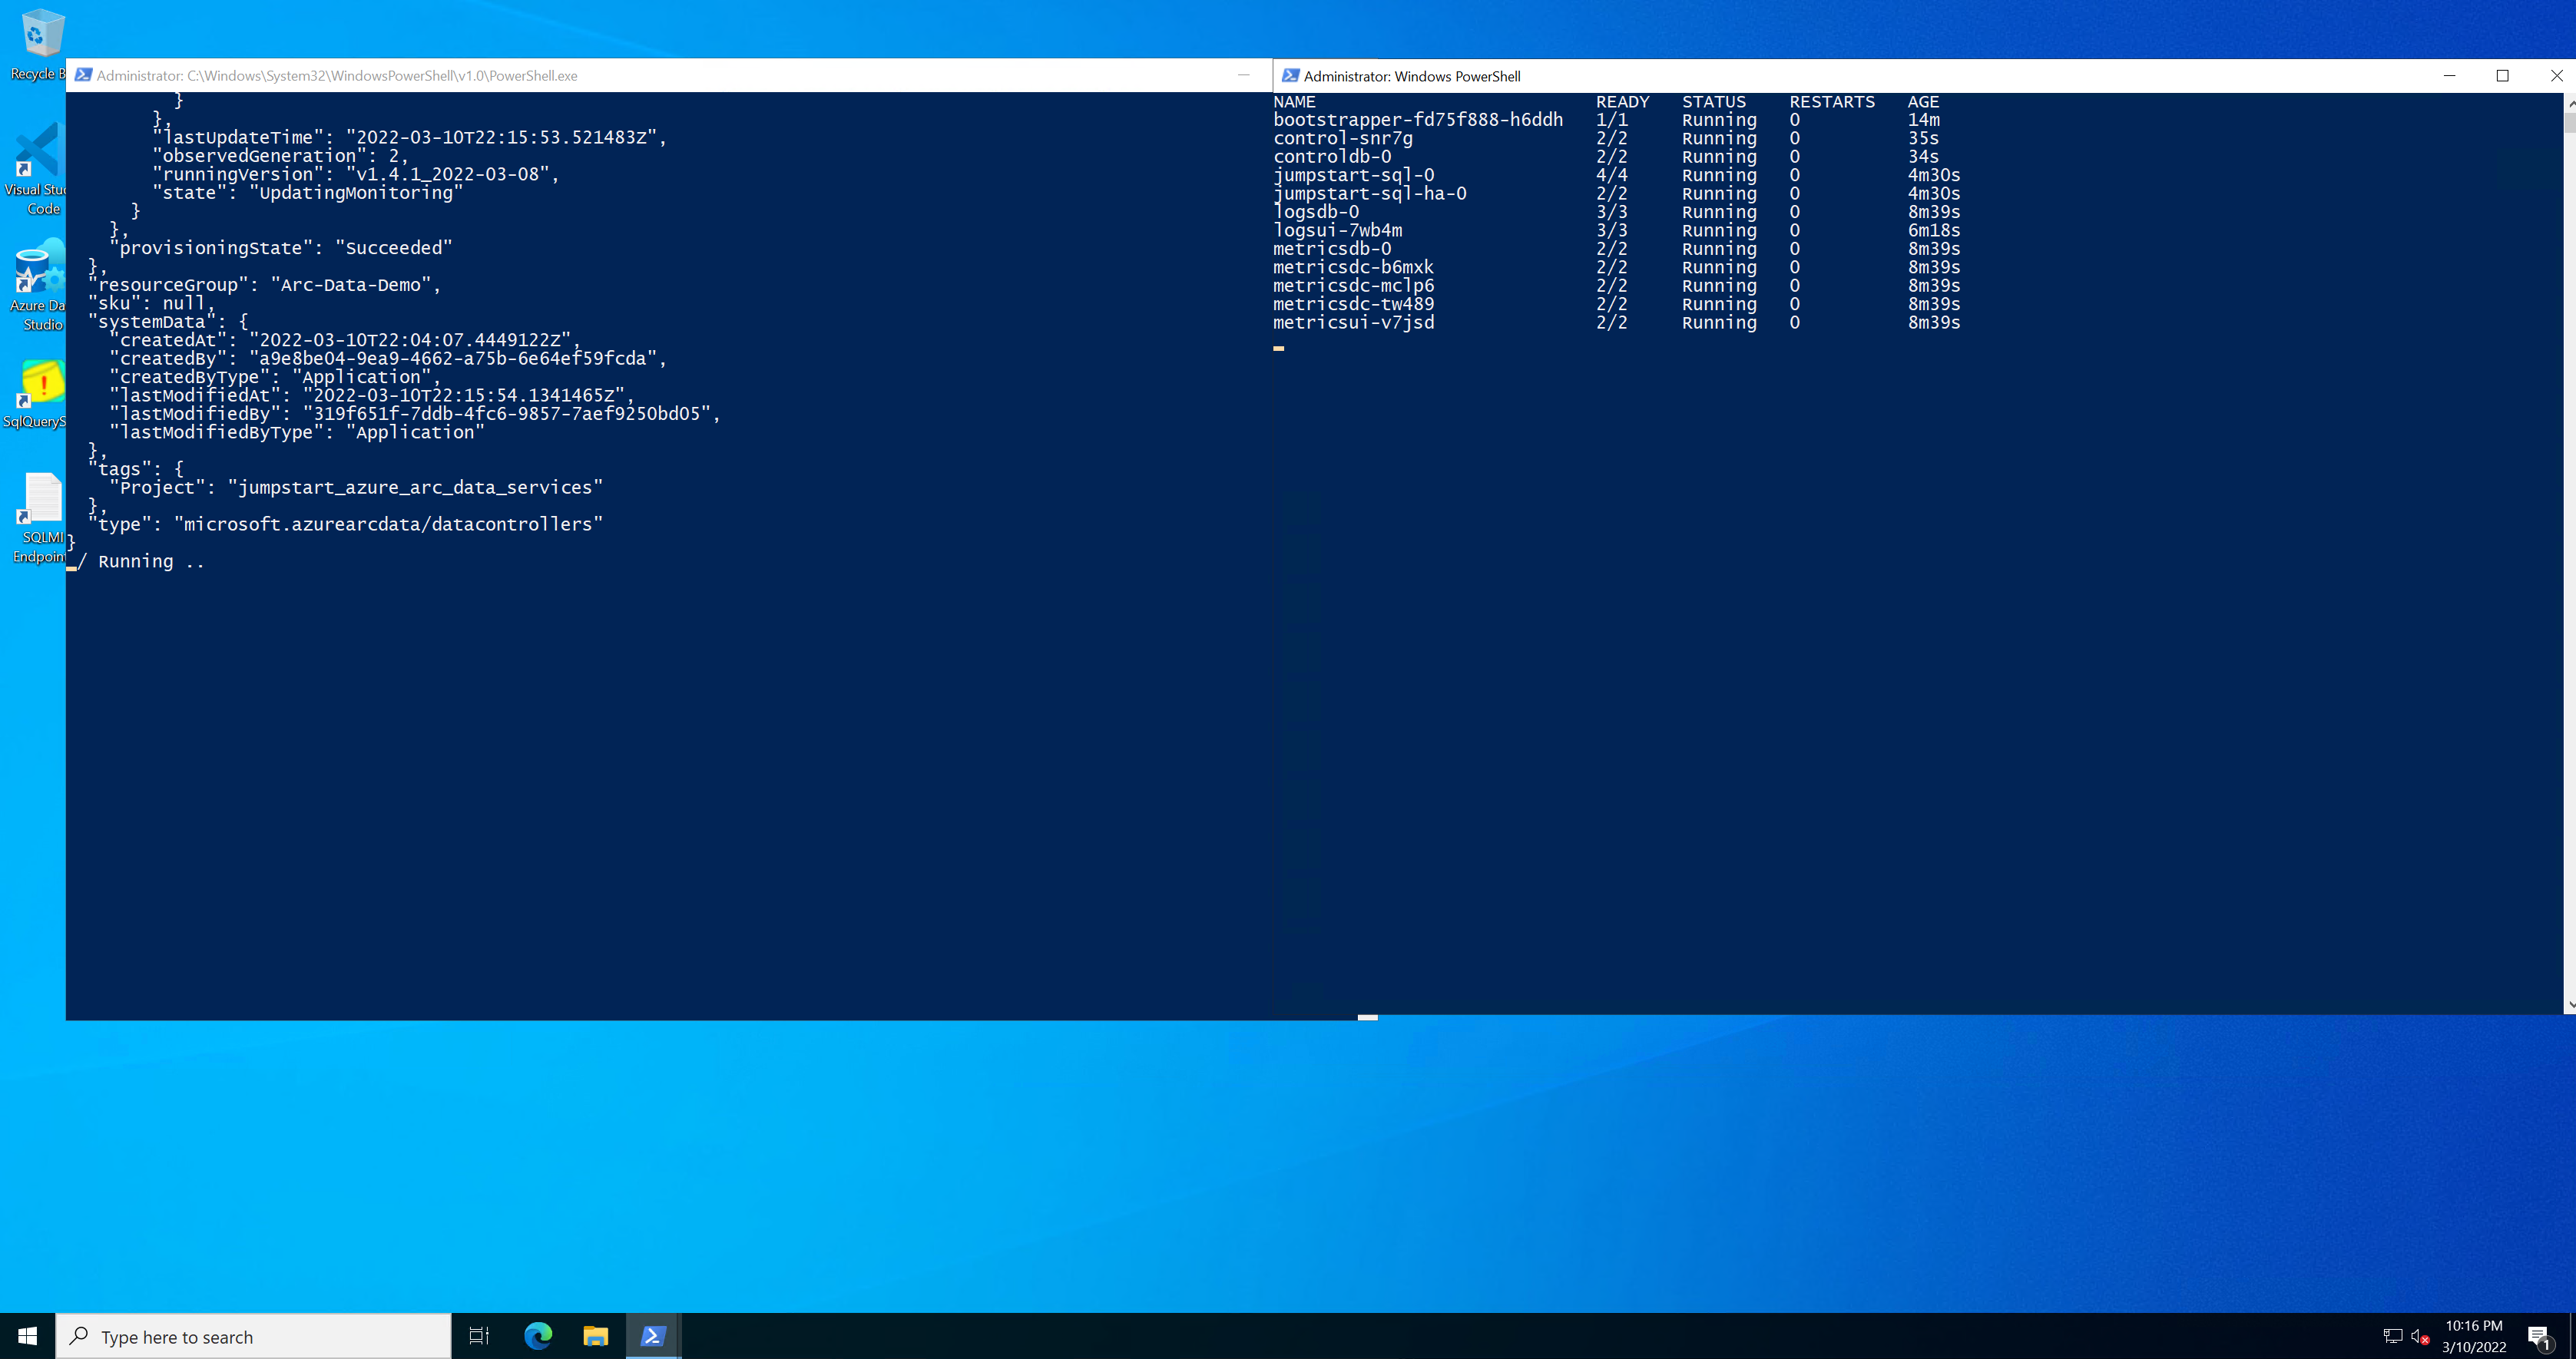 Recycle B
Visual Stud
Code
Azure Da
Studio
SqlQueryS
SQLMI
Endpoin
Administrator: C:\Windows\System32\WindowsPowerShell\v1.0\PowerShell.exe
}
},
"lastUpdateTime": "2022-03-10T22:15:53.521483Z",
"observedGeneration": 2,
"runningVersion": "v1.4.1_2022-03-08",
"state": "UpdatingMonitoring"
}
},
"provisioningState": "Succeeded"
},
"resourceGroup": "Arc-Data-Demo",
"sku": null,
"systemData": {
"createdAt": "2022-03-10T22:04:07.4449122Z",
"createdBy": "a9e8be04-9ea9-4662-a75b-6e64ef59fcda",
"createdByType": "Application",
"lastModifiedAt": "2022-03-10T22:15:54.1341465Z",
"lastModifiedBy": "319f651f-7ddb-4fc6-9857-7aef9250bd05",
"lastModifiedByType": "Application"
},
"tags": {
"Project": "jumpstart_azure_arc_data_services"
},
"type": "microsoft.azurearcdata/datacontrollers"
}
/ Running ..
Administrator: Windows PowerShell
NAME READY STATUS RESTARTS AGE
bootstrapper-fd75f888-h6ddh 1/1 Running 0 14m
control-snr7g 2/2 Running 0 35s
controldb-0 2/2 Running 0 34s
jumpstart-sql-0 4/4 Running 0 4m30s
jumpstart-sql-ha-0 2/2 Running 0 4m30s
logsdb-0 3/3 Running 0 8m39s
logsui-7wb4m 3/3 Running 0 6m18s
metricsdb-0 2/2 Running 0 8m39s
metricsdc-b6mxk 2/2 Running 0 8m39s
metricsdc-mclp6 2/2 Running 0 8m39s
metricsdc-tw489 2/2 Running 0 8m39s
metricsui-v7jsd 2/2 Running 0 8m39s
Type here to search
10:16 PM
3/10/2022
1